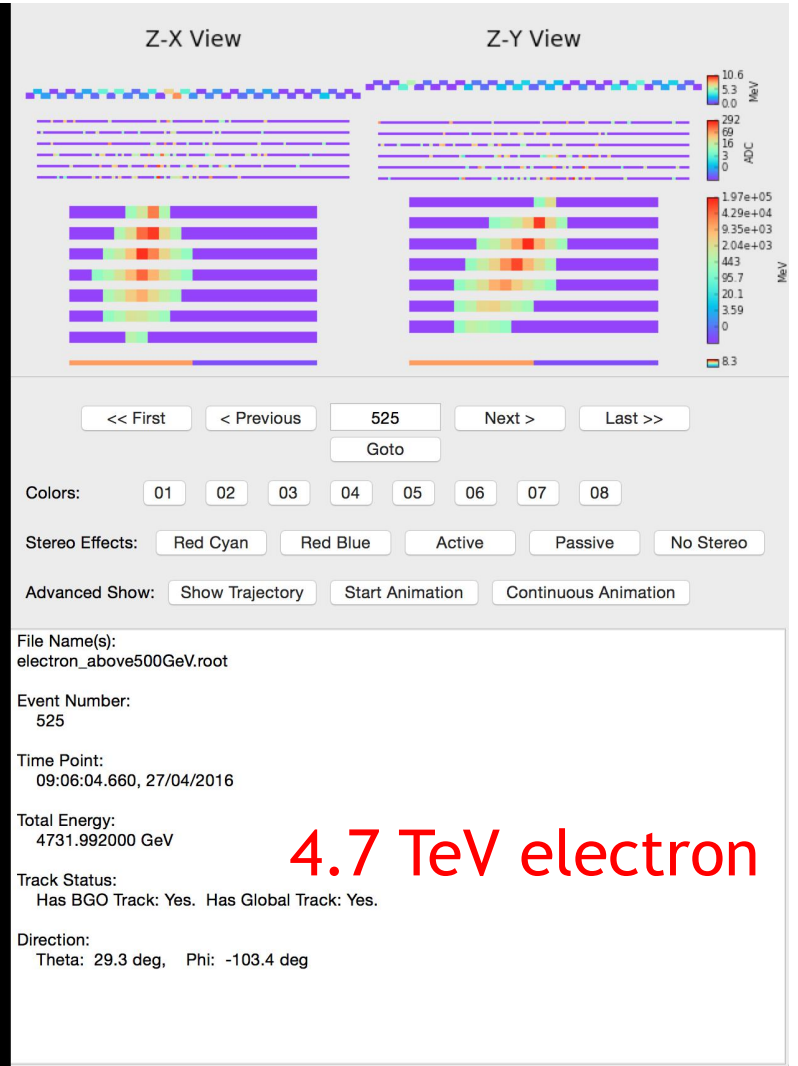 Z-X View
Z-Y View
10.6
5.3
0.0
MeV
292
69
16
3
0
ADC
1.97e+05
4.29e+04
9.35e+03
2.04e+03
443
95.7
20.1
3.59
0
MeV
8.3
<< First
< Previous
525
Next >
Last >>
Goto
Colors:
01
02
03
04
05
06
07
08
Stereo Effects:
Red Cyan
Red Blue
Active
Passive
No Stereo
Advanced Show:
Show Trajectory
Start Animation
Continuous Animation
File Name(s):
electron_above500GeV.root
Event Number:
525
Time Point:
09:06:04.660, 27/04/2016
Total Energy:
4731.992000 GeV
4.7 TeV electron
Track Status:
Has BGO Track: Yes.  Has Global Track: Yes.
Direction:
Theta:  29.3 deg,    Phi:  -103.4 deg